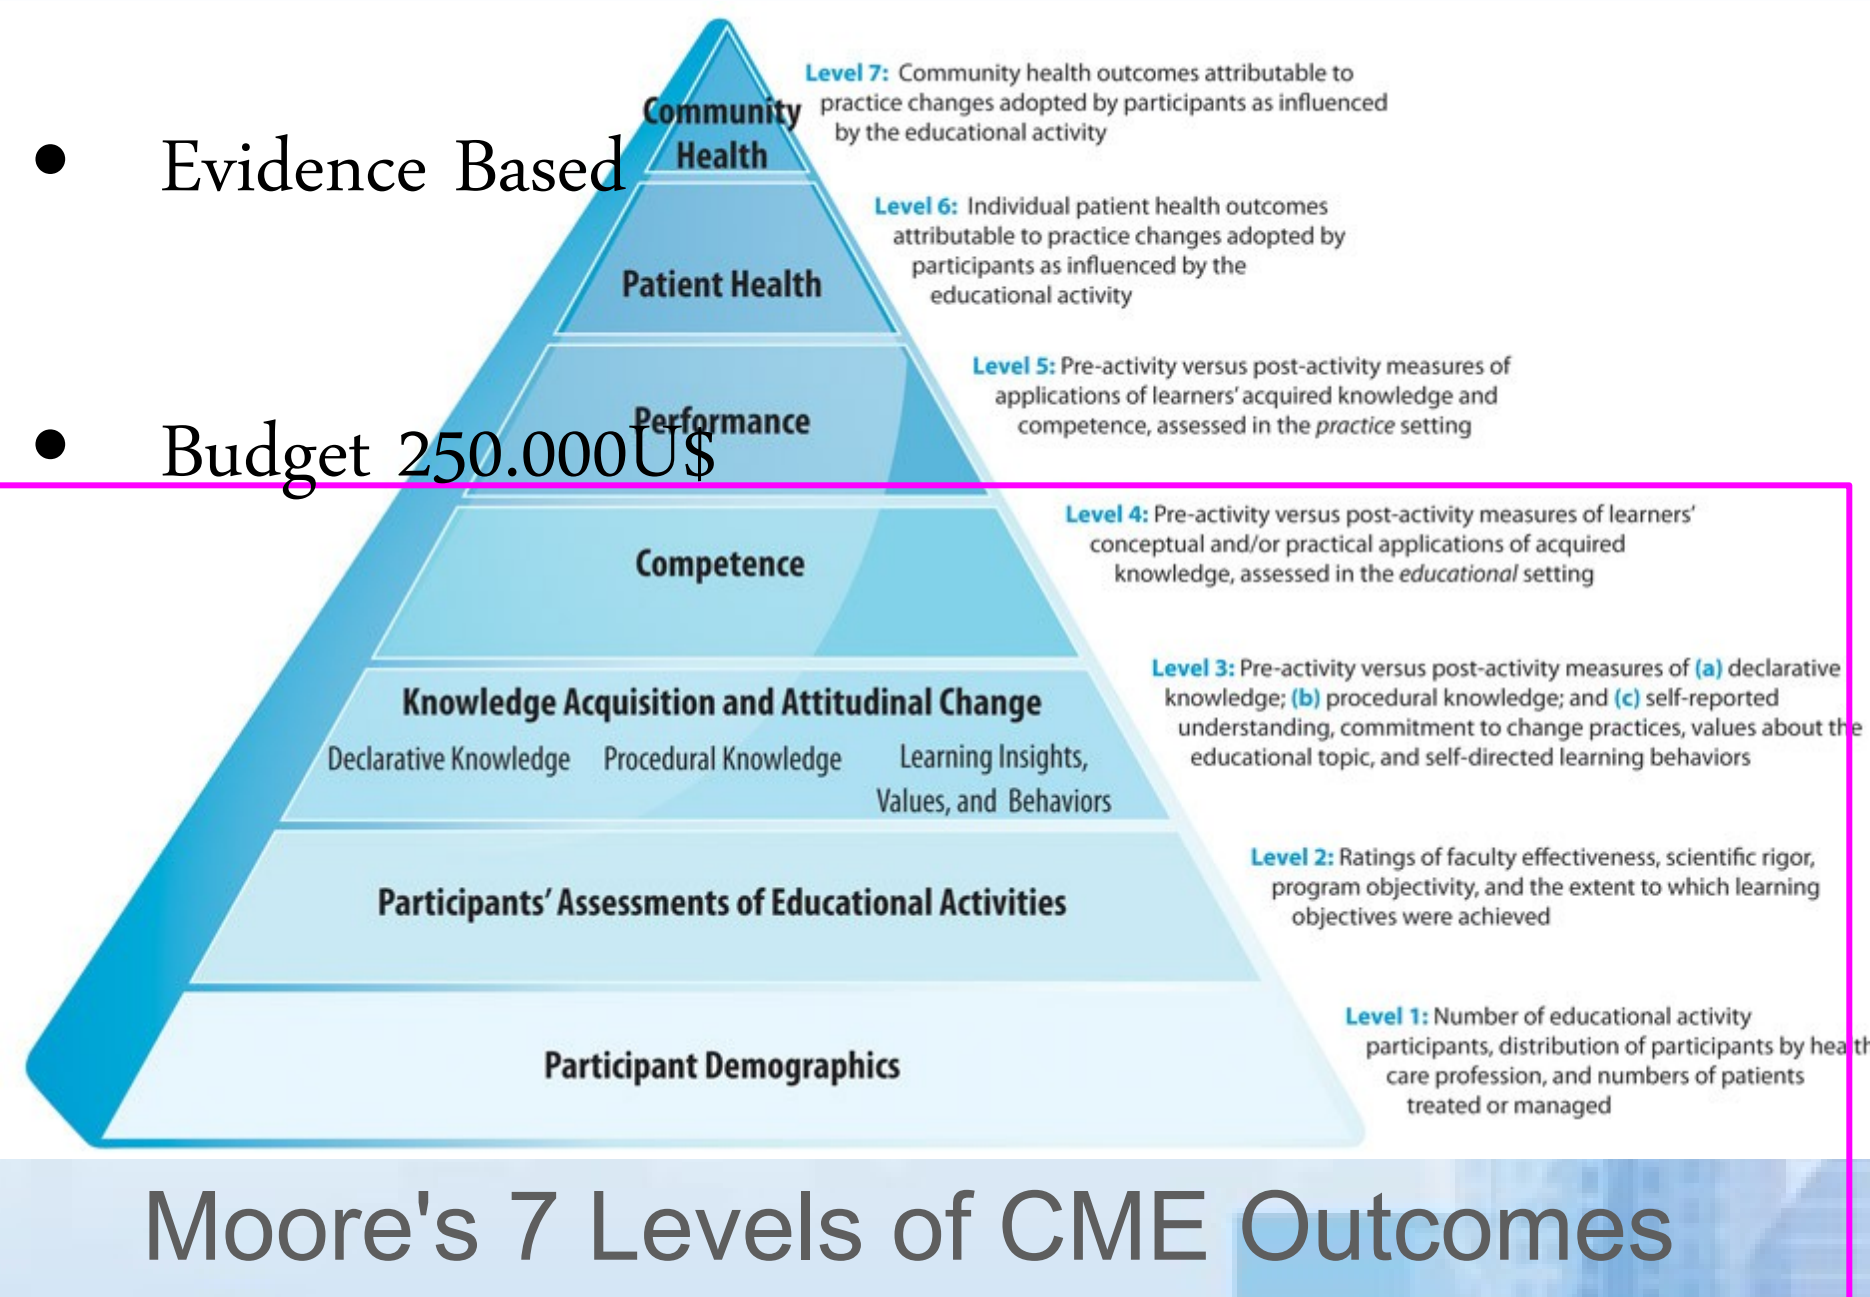 • Evidence Based
• Budget 250.000U$
Community
Health
Level 7: Community health outcomes attributable to
practice changes adopted by participants as influenced
by the educational activity
Patient Health
Level 6: Individual patient health outcomes
attributable to practice changes adopted by
participants as influenced by the
educational activity
Performance
Level 5: Pre-activity versus post-activity measures of
applications of learners' acquired knowledge and
competence, assessed in the practice setting
Competence
Level 4: Pre-activity versus post-activity measures of learners'
conceptual and/or practical applications of acquired
knowledge, assessed in the educational setting
Knowledge Acquisition and Attitudinal Change
Declarative Knowledge
Procedural Knowledge
Learning Insights,
Values, and Behaviors
Level 3: Pre-activity versus post-activity measures of (a) declarative
knowledge; (b) procedural knowledge; and (c) self-reported
understanding, commitment to change practices, values about the
educational topic, and self-directed learning behaviors
Participants' Assessments of Educational Activities
Level 2: Ratings of faculty effectiveness, scientific rigor,
program objectivity, and the extent to which learning
objectives were achieved
Participant Demographics
Level 1: Number of educational activity
participants, distribution of participants by health
care profession, and numbers of patients
treated or managed
Moore's 7 Levels of CME Outcomes